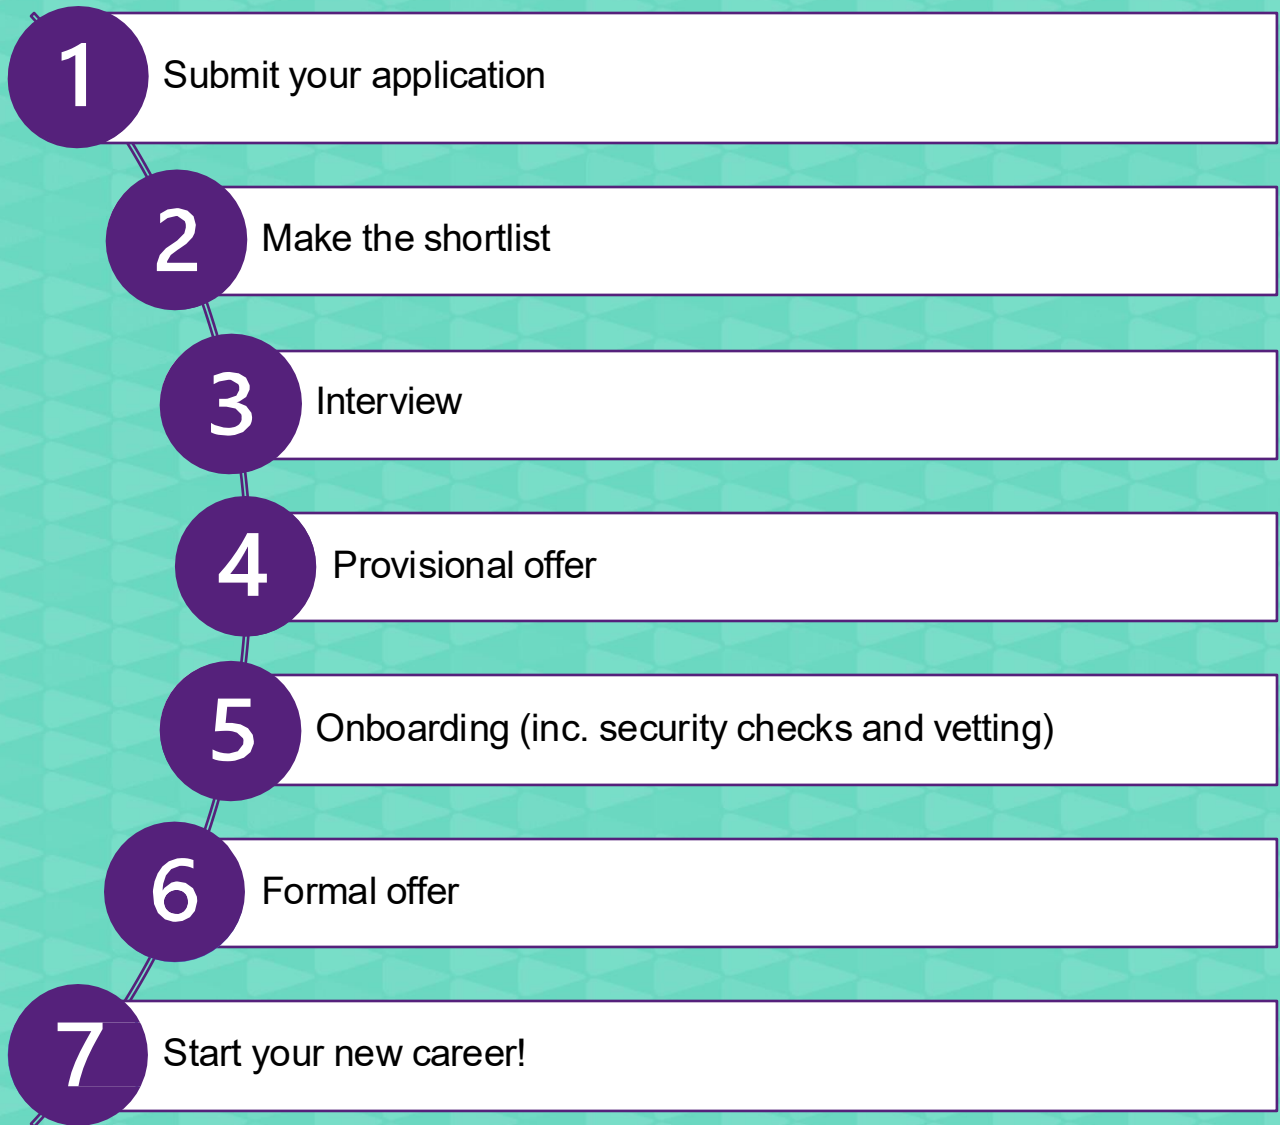 1 Submit your application
2 Make the shortlist
3 Interview
4 Provisional offer
5 Onboarding (inc. security checks and vetting)
6 Formal offer
7 Start your new career!